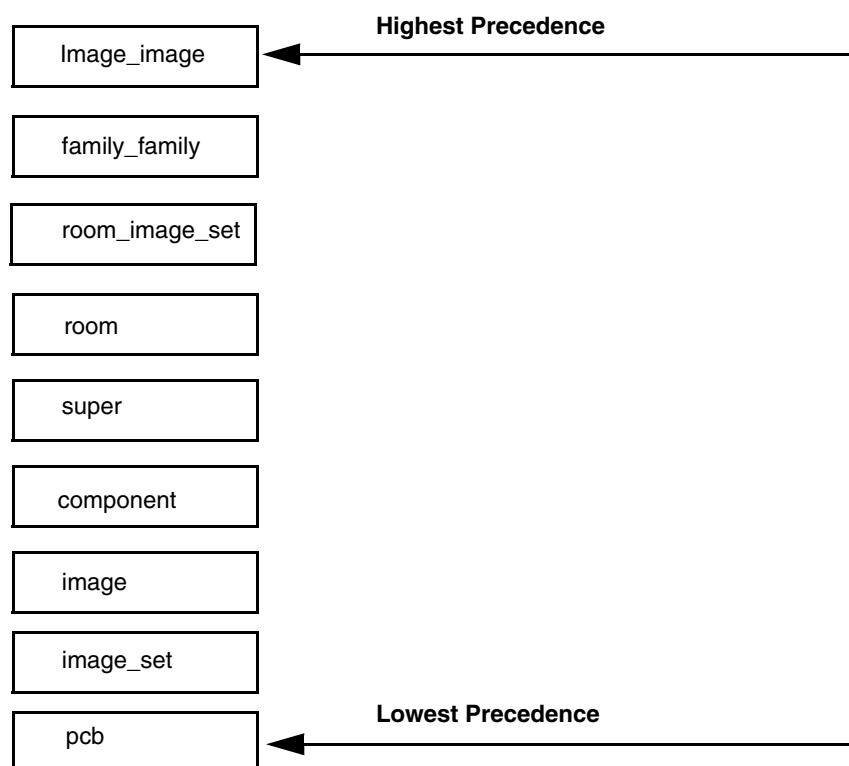 Highest Precedence
Image_image
family_family
room_image_set
room
super
component
image
image_set
Lowest Precedence
pcb